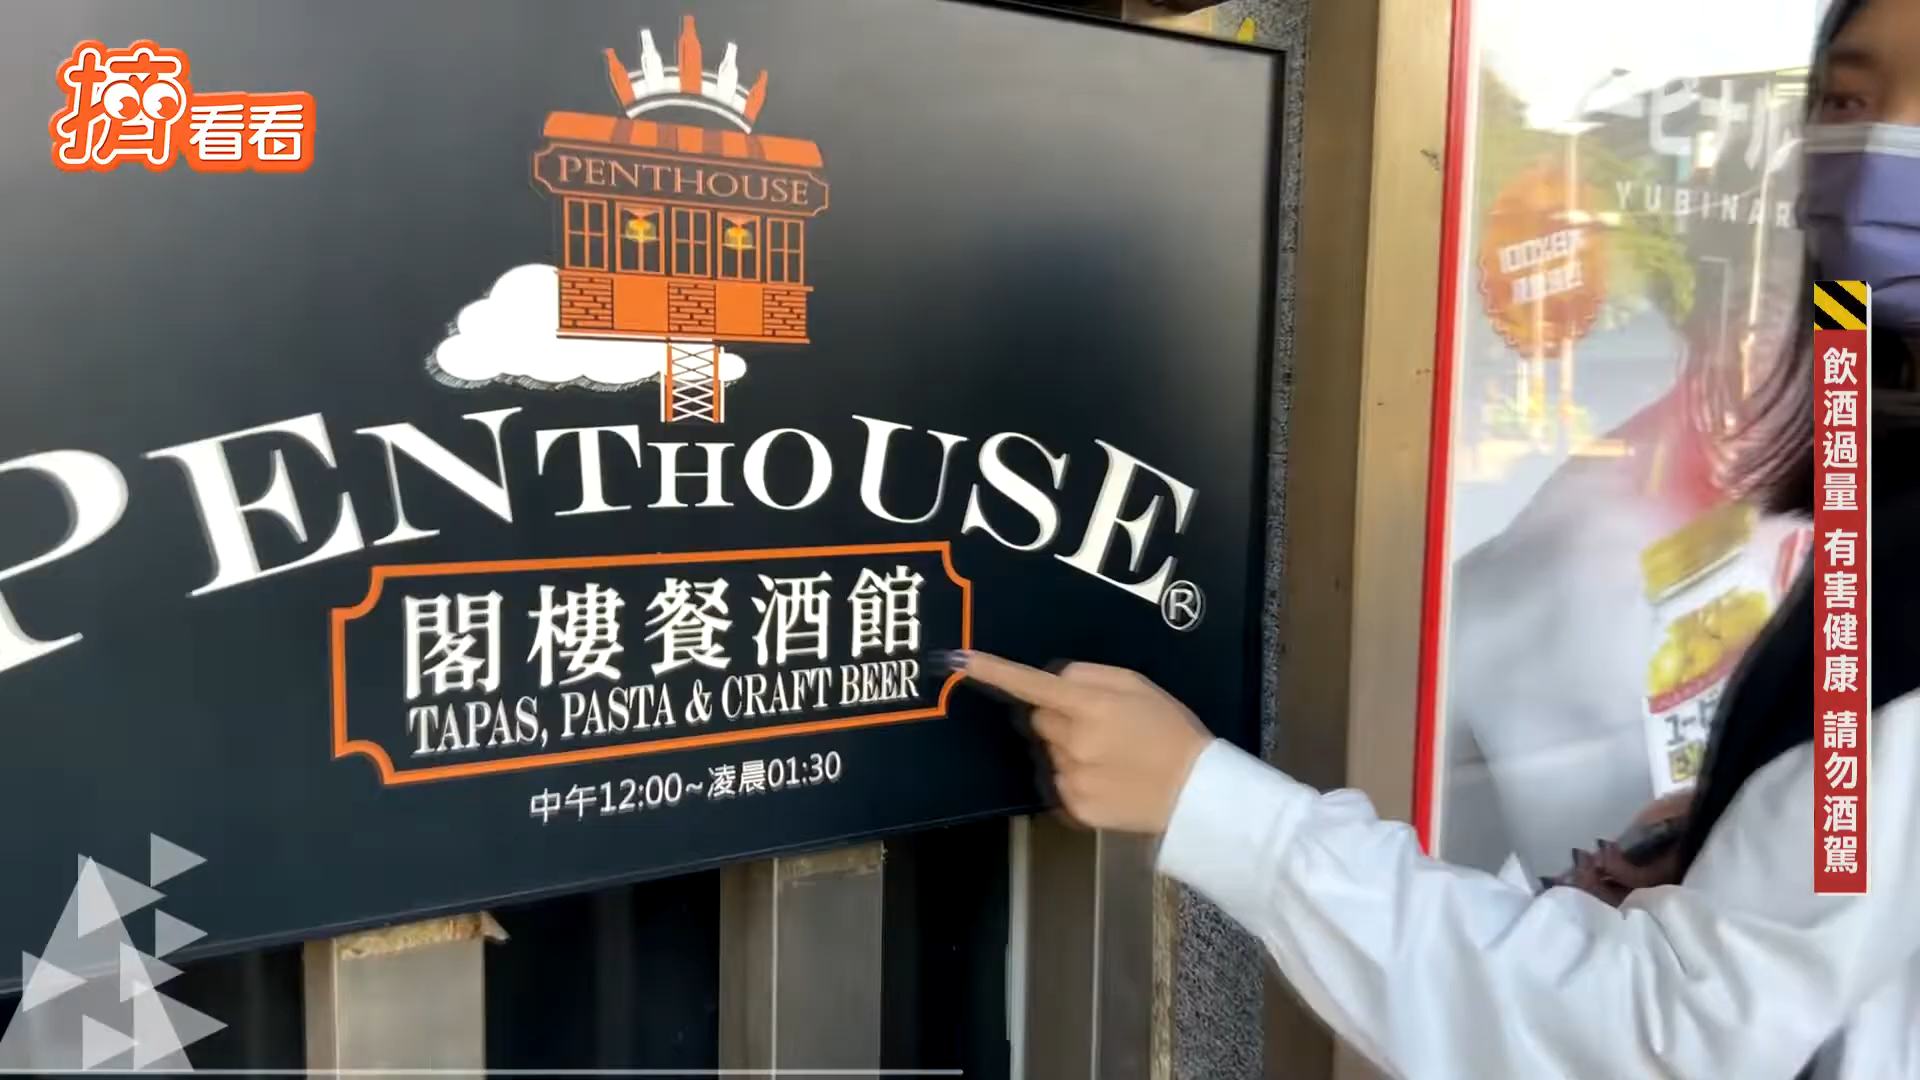 擠看看
PENTHOUSE
PENTHOUSE®
閣樓餐酒館
TAPAS, PASTA & CRAFT BEER
中午12:00~凌晨01:30
YUBINAR
飲酒過量 有害健康 請勿酒駕